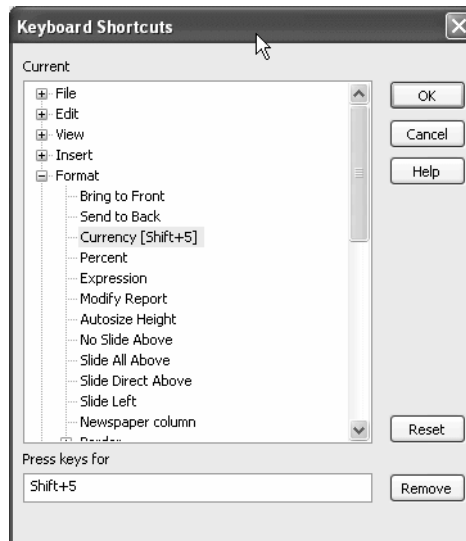 Keyboard Shortcuts
Current
File
Edit
View
Insert
Format
Bring to Front
Send to Back
Currency [Shift+5]
Percent
Expression
Modify Report
Autosize Height
No Slide Above
Slide All Above
Slide Direct Above
Slide Left
Newspaper column
OK
Cancel
Help
Reset
Press keys for
Shift+5
Remove